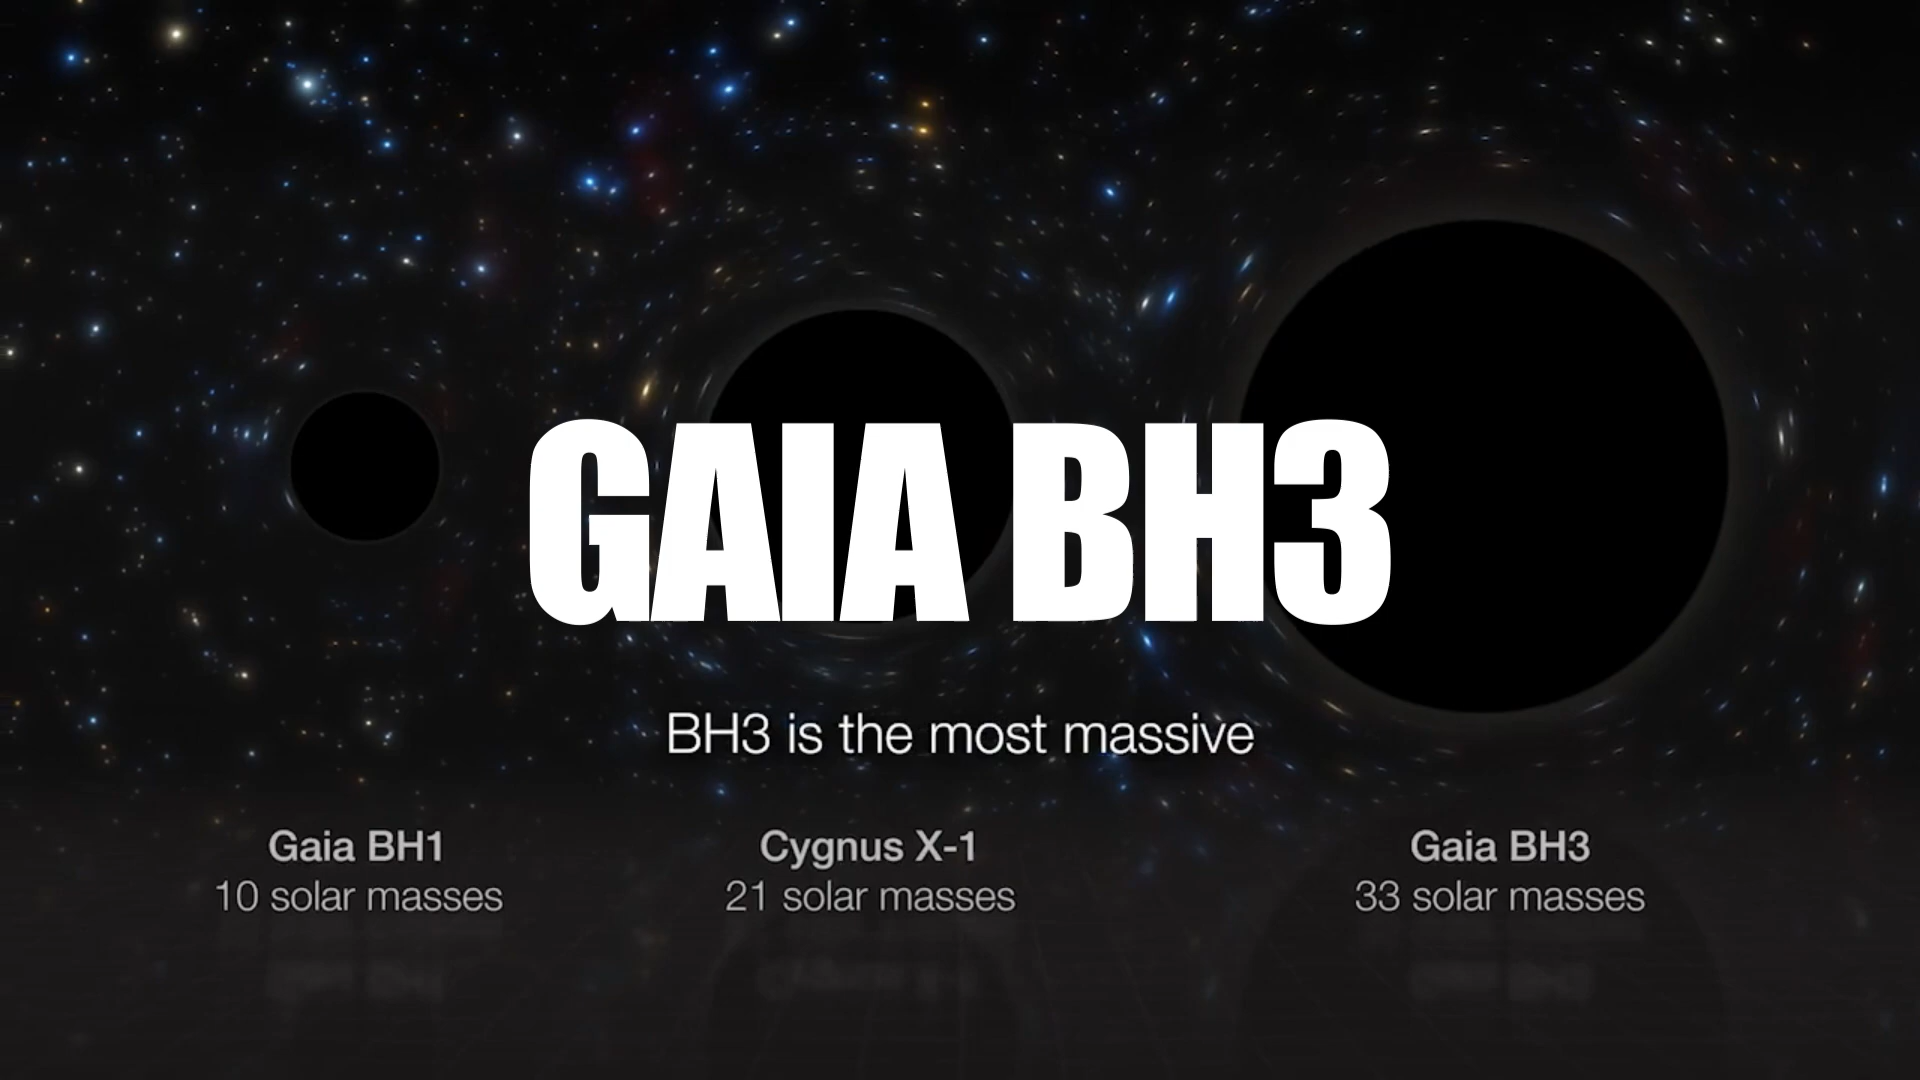 GAIA BH3
BH3 is the most massive
Gaia BH1
10 solar masses
Cygnus X-1
21 solar masses
Gaia BH3
33 solar masses